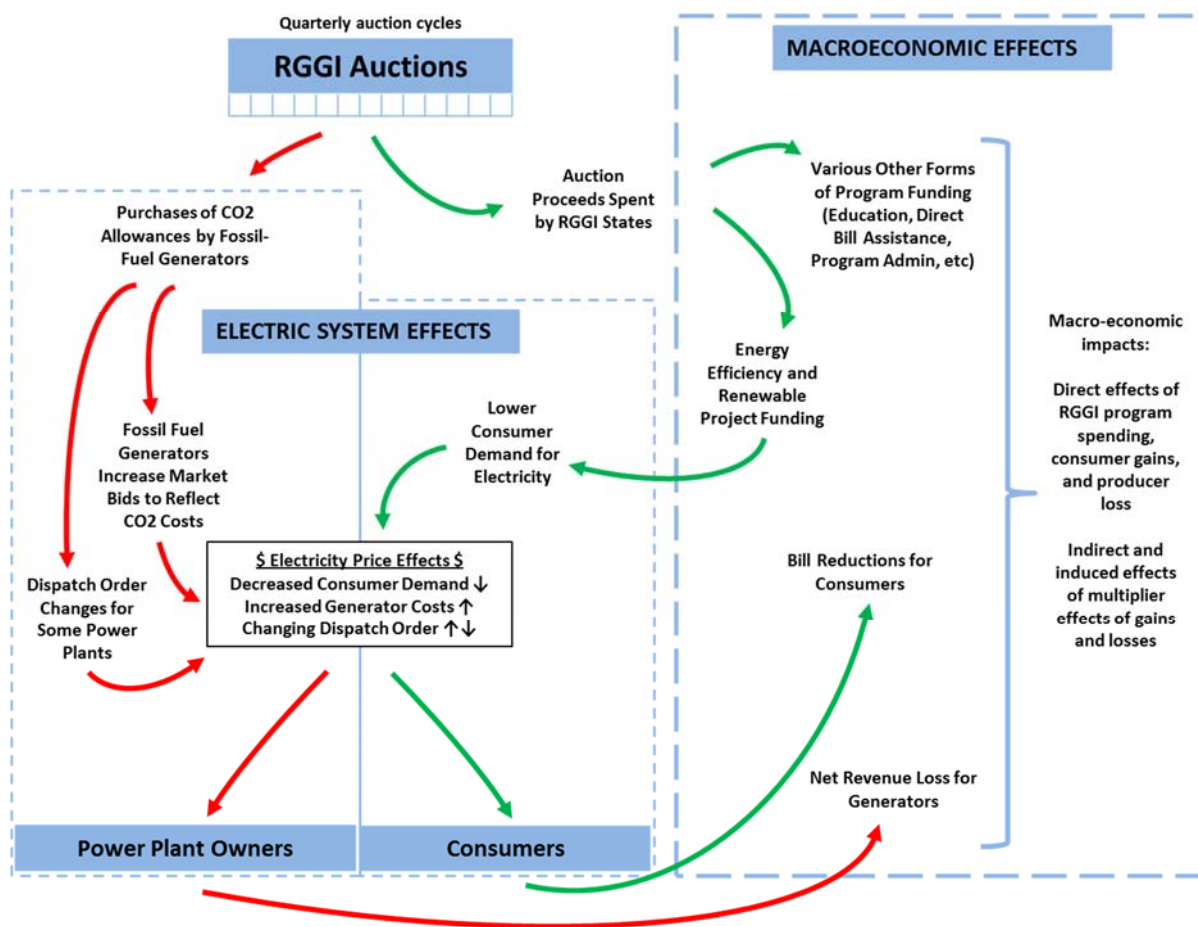 Quarterly auction cycles
RGGI Auctions
MACROECONOMIC EFFECTS
Auction
Proceeds Spent
by RGGI States
Various Other Forms
of Program Funding
(Education, Direct
Bill Assistance,
Program Admin, etc)
Purchases of CO2
Allowances by Fossil-
Fuel Generators
ELECTRIC SYSTEM EFFECTS
Energy
Efficiency and
Renewable
Project Funding
Macro-economic
impacts:
Direct effects of
RGGI program
spending,
consumer gains,
and producer
loss
Indirect and
induced effects
of multiplier
effects of gains
and losses
Lower
Consumer
Demand for
Electricity
Fossil Fuel
Generators
Increase Market
Bids to Reflect
CO2 Costs
$ Electricity Price Effects $
Decreased Consumer Demand ↓
Increased Generator Costs ↑
Changing Dispatch Order ↑↓
Dispatch Order
Changes for
Some Power
Plants
Bill Reductions for
Consumers
Net Revenue Loss for
Generators
Power Plant Owners
Consumers